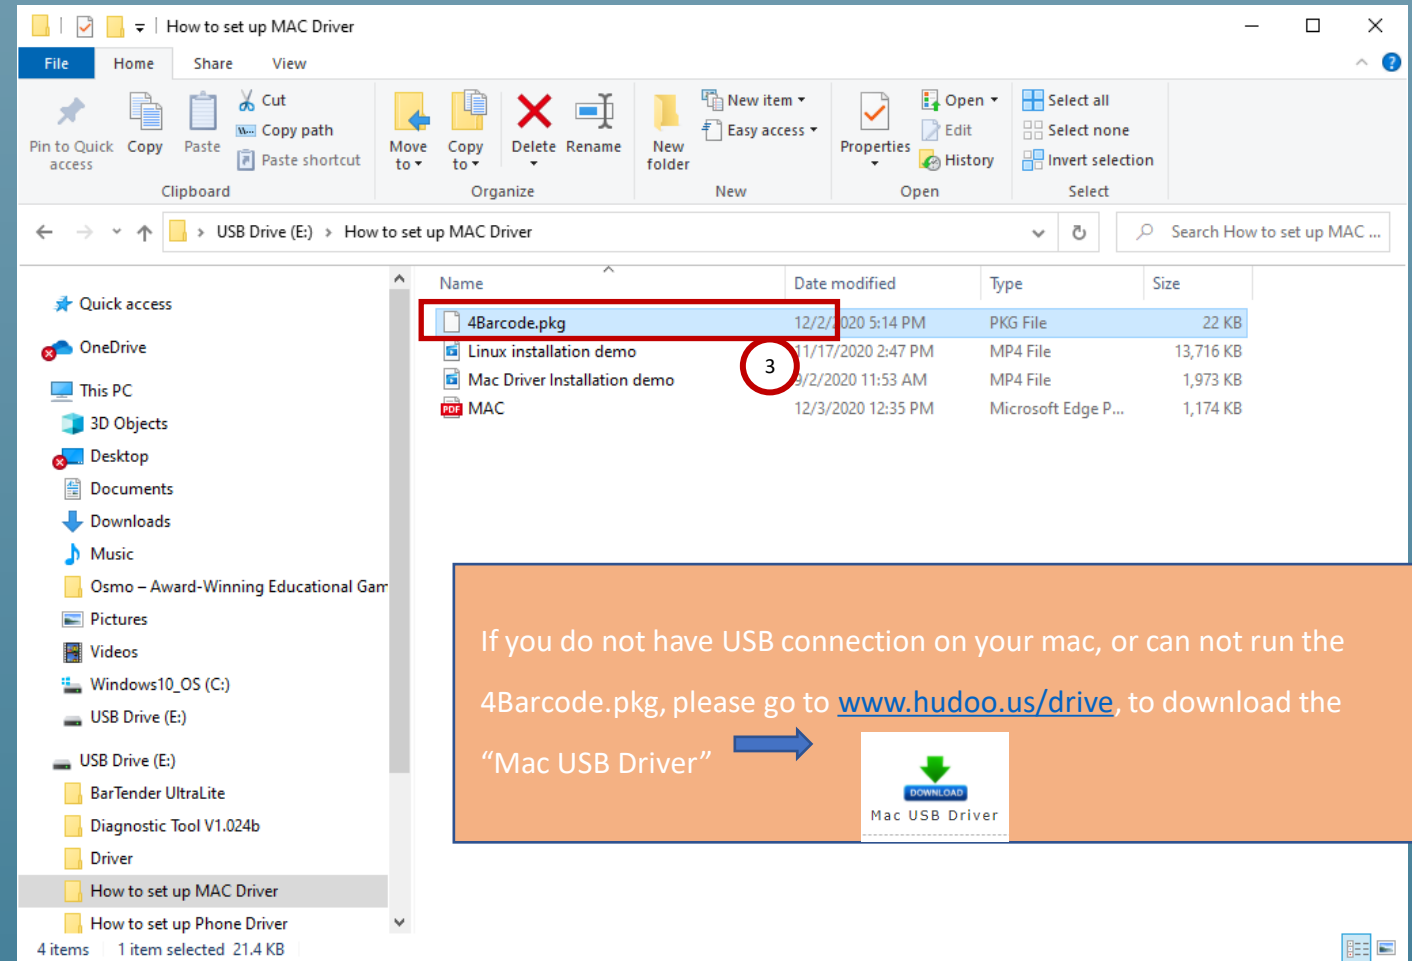 How to set up MAC Driver
File Home Share View
Pin to Quick access
Copy
Paste
Cut
Copy path
Paste shortcut
Clipboard
Move to
Copy to
Delete
Rename
Organize
New folder
New item
Easy access
New
Properties
Open
Edit
History
Open
Select all
Select none
Invert selection
Select
USB Drive (E:) > How to set up MAC Driver
Search How to set up MAC ...
Name Date modified Type Size
4Barcode.pkg 12/2/2020 5:14 PM PKG File 22 KB
Linux installation demo 11/17/2020 2:47 PM MP4 File 13,716 KB
Mac Driver Installation demo 9/2/2020 11:53 AM MP4 File 1,973 KB
PDF MAC 12/3/2020 12:35 PM Microsoft Edge P... 1,174 KB
3
Quick access
OneDrive
This PC
3D Objects
Desktop
Documents
Downloads
Music
Osmo – Award-Winning Educational Gam
Pictures
Videos
Windows10_OS (C:)
USB Drive (E:)
USB Drive (E:)
BarTender UltraLite
Diagnostic Tool V1.024b
Driver
How to set up MAC Driver
How to set up Phone Driver
If you do not have USB connection on your mac, or can not run the
4Barcode.pkg, please go to www.hudoo.us/drive, to download the
“Mac USB Driver”
DOWNLOAD
Mac USB Driver
4 items 1 item selected 21.4 KB